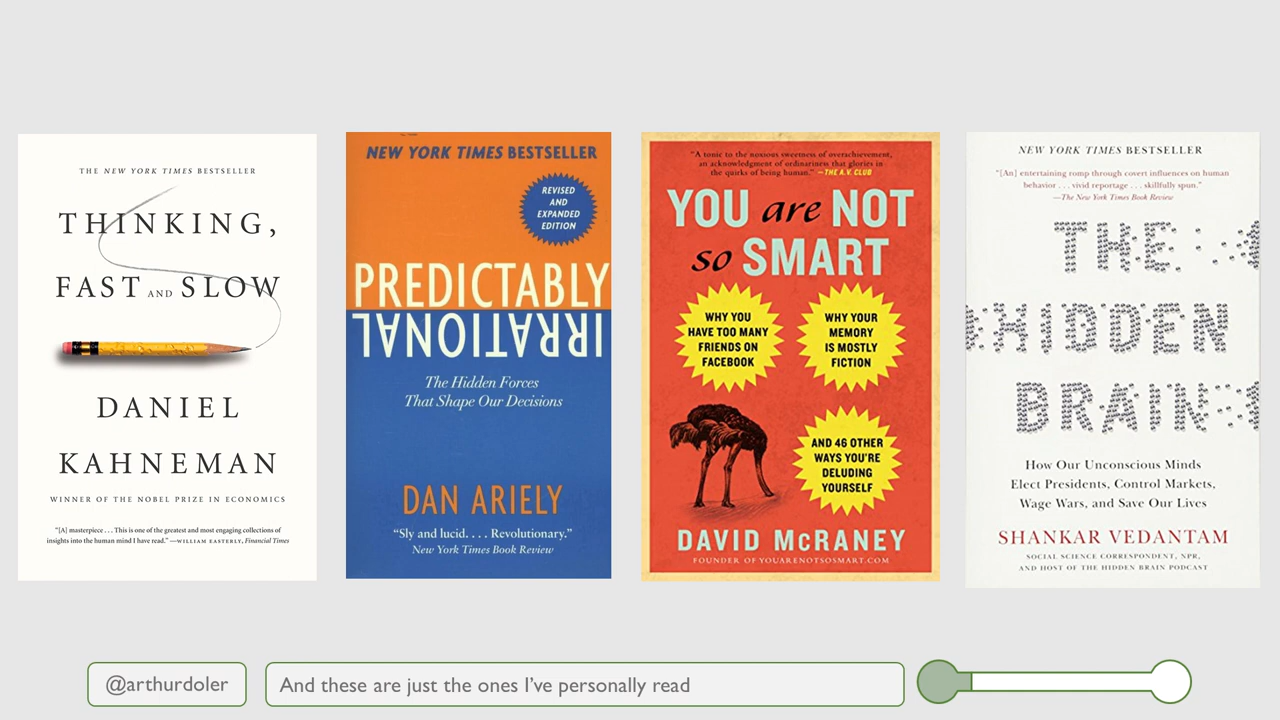 THE NEW YORK TIMES BESTSELLER
THINKING,
FAST AND SLOW
DANIEL
KAHNEMAN
WINNER OF THE NOBEL PRIZE IN ECONOMICS
"[A] masperpiece . . . This is one of the greatest and most engaging collections of
insights into the human mind I have read." —WILLIAM EASTERLY, Financial Times
NEW YORK TIMES BESTSELLER
REVISED
AND
EXPANDED
EDITION
PREDICTABLY
IRRATIONAL
The Hidden Forces
That Shape Our Decisions
DAN ARIELY
"Sly and lucid. . . . Revolutionary."
New York Times Book Review
"A tonic to the noxious sweetness of overachievement,
an acknowledgment of ordinariness that glories in
the quirks of being human." —THE A.V. CLUB
YOU are NOT
so SMART
WHY YOU
HAVE TOO MANY
FRIENDS ON
FACEBOOK
WHY YOUR
MEMORY
IS MOSTLY
FICTION
AND 46 OTHER
WAYS YOU'RE
DELUDING
YOURSELF
DAVID McRANEY
FOUNDER OF YOUARENOTSOSMART.COM
NEW YORK TIMES BESTSELLER
"[An] entertaining romp through covert influences on human
behavior . . . vivid reportage . . . skillfully spun."
—The New York Times Book Review
THE
HIDDEN
BRAIN
How Our Unconscious Minds
Elect Presidents, Control Markets,
Wage Wars, and Save Our Lives
SHANKAR VEDANTAM
SOCIAL SCIENCE CORRESPONDENT, NPR,
AND HOST OF THE HIDDEN BRAIN PODCAST
@arthurdoler
And these are just the ones I've personally read